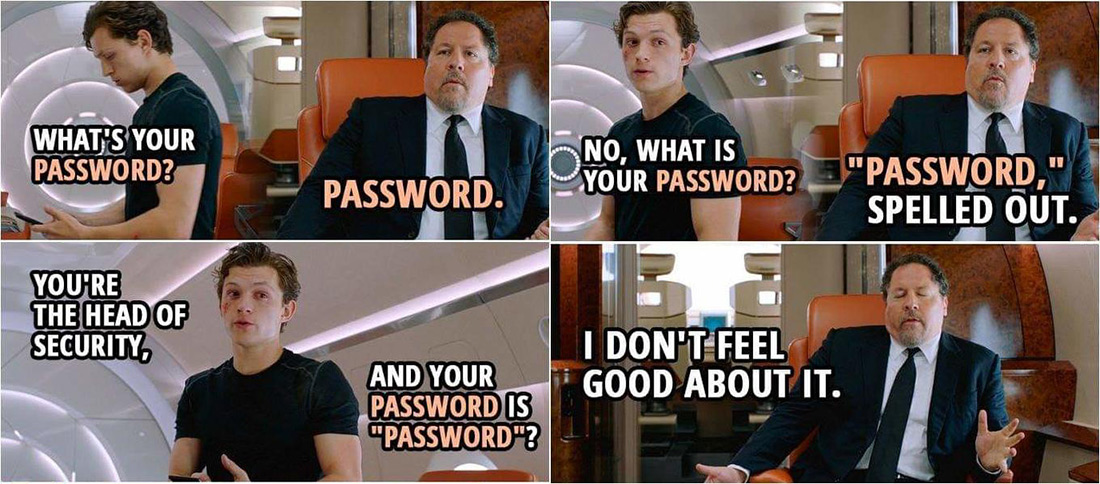 WHAT'S YOUR
PASSWORD?
PASSWORD.
NO, WHAT IS
YOUR PASSWORD?
"PASSWORD,"
SPELLED OUT.
YOU'RE
THE HEAD OF
SECURITY,
AND YOUR
PASSWORD IS
"PASSWORD"?
I DON'T FEEL
GOOD ABOUT IT.